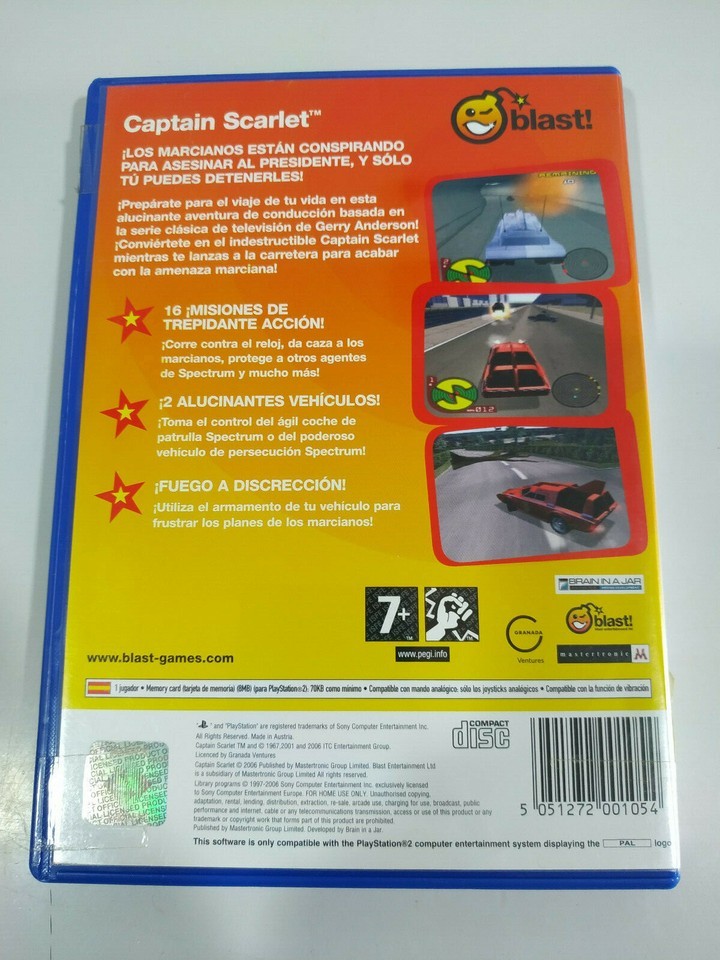 Captain Scarlet™
blast!
¡LOS MARCIANOS ESTÁN CONSPIRANDO
PARA ASESINAR AL PRESIDENTE, Y SÓLO
TÚ PUEDES DETENERLES!
¡Prepárate para el viaje de tu vida en esta
alucinante aventura de conducción basada en
la serie clásica de televisión de Gerry Anderson!
¡Conviértete en el indestructible Captain Scarlet
mientras te lanzas a la carretera para acabar
con la amenaza marciana!
REMAINING
16 ¡MISIONES DE
TREPIDANTE ACCIÓN!
¡Corre contra el reloj, da caza a los
marcianos, protege a otros agentes
de Spectrum y mucho más!
012
¡2 ALUCINANTES VEHÍCULOS!
¡Toma el control del ágil coche de
patrulla Spectrum o del poderoso
vehículo de persecución Spectrum!
¡FUEGO A DISCRECCIÓN!
¡Utiliza el armamento de tu vehículo para
frustrar los planes de los marcianos!
BRAIN IN A JAR
7+
www.pegi.info
GRANADA
Ventures
blast!
mastertronic M
www.blast-games.com
1 jugador • Memory card (tarjeta de memoria) (8MB) (para PlayStation®2): 70KB como mínimo • Compatible con mando analógico: sólo los joysticks analógicos • Compatible con la función de vibración
" and "PlayStation" are registered trademarks of Sony Computer Entertainment Inc.
All Rights Reserved. Made in Austria.
Captain Scarlet TM and © 1967,2001 and 2006 ITC Entertainment Group.
Licenced by Granada Ventures
Captain Scarlet © 2006 Published by Mastertronic Group Limited. Blast Entertainment Ltd
is a subsidiary of Mastertronic Group Limited All rights reserved.
Library programs © 1997-2006 Sony Computer Entertainment Inc. exclusively licensed
to Sony Computer Entertainment Europe. FOR HOME USE ONLY. Unauthorised copying,
adaptation, rental, lending, distribution, extraction, re-sale, arcade use, charging for use, broadcast, public
performance and internet, cable or any telecommunications transmission, access or use of this product or any
trademark or copyright work that forms part of this product are prohibited.
Published by Mastertronic Group Limited. Developed by Brain in a Jar.
COMPACT
disc
5 051272 001054
This software is only compatible with the PlayStation®2 computer entertainment system displaying the PAL logo